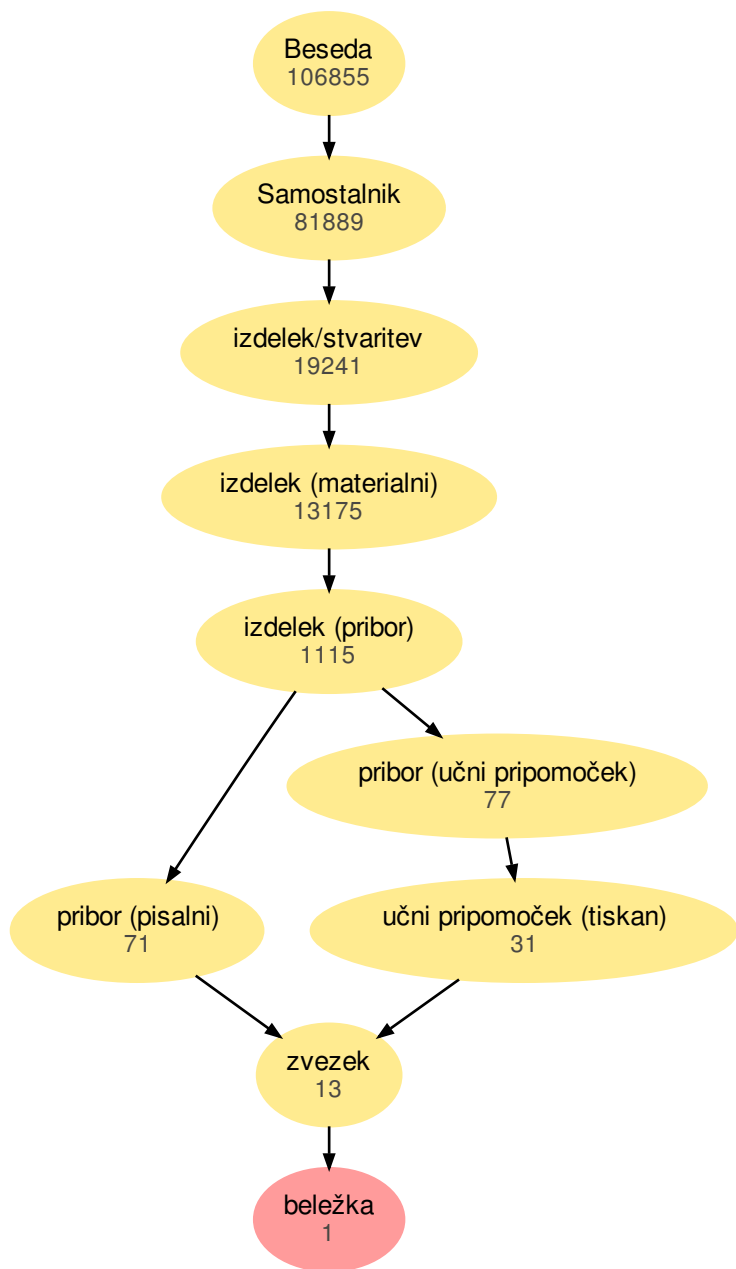 Beseda
106855
Samostalnik
81889
izdelek/stvaritev
19241
izdelek (materialni)
13175
izdelek (pribor)
1115
pribor (učni pripomoček)
77
pribor (pisalni)
71
učni pripomoček (tiskan)
31
zvezek
13
beležka
1